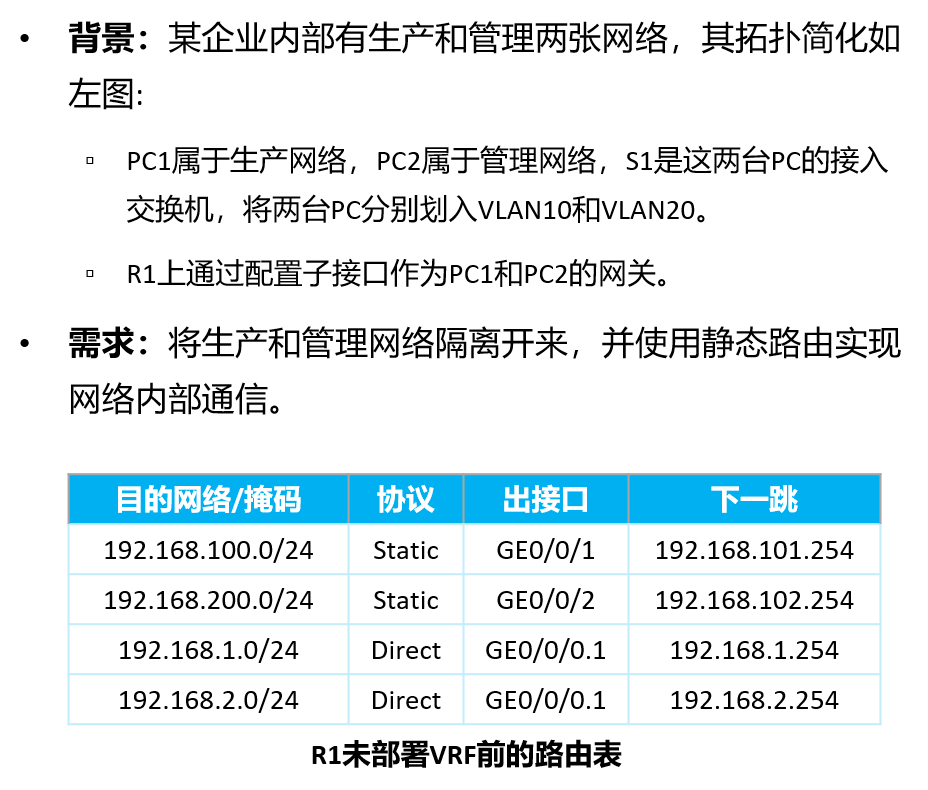 • 背景：某企业内部有生产和管理两张网络，其拓扑简化如
左图:
▫ PC1属于生产网络，PC2属于管理网络，S1是这两台PC的接入
交换机，将两台PC分别划入VLAN10和VLAN20。
▫ R1上通过配置子接口作为PC1和PC2的网关。
• 需求：将生产和管理网络隔离开来，并使用静态路由实现
网络内部通信。
目的网络/掩码 协议 出接口 下一跳
192.168.100.0/24 Static GE0/0/1 192.168.101.254
192.168.200.0/24 Static GE0/0/2 192.168.102.254
192.168.1.0/24 Direct GE0/0/0.1 192.168.1.254
192.168.2.0/24 Direct GE0/0/0.1 192.168.2.254
R1未部署VRF前的路由表